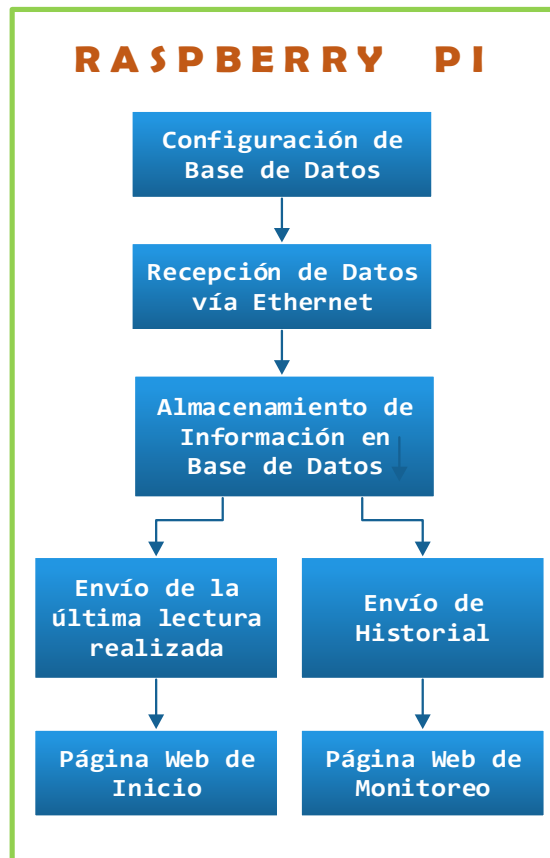 RASPBERRY PI
Configuración de
Base de Datos
Recepción de Datos
vía Ethernet
Almacenamiento de
Información en
Base de Datos
Envío de la
última lectura
realizada
Envío de
Historial
Página Web de
Inicio
Página Web de
Monitoreo